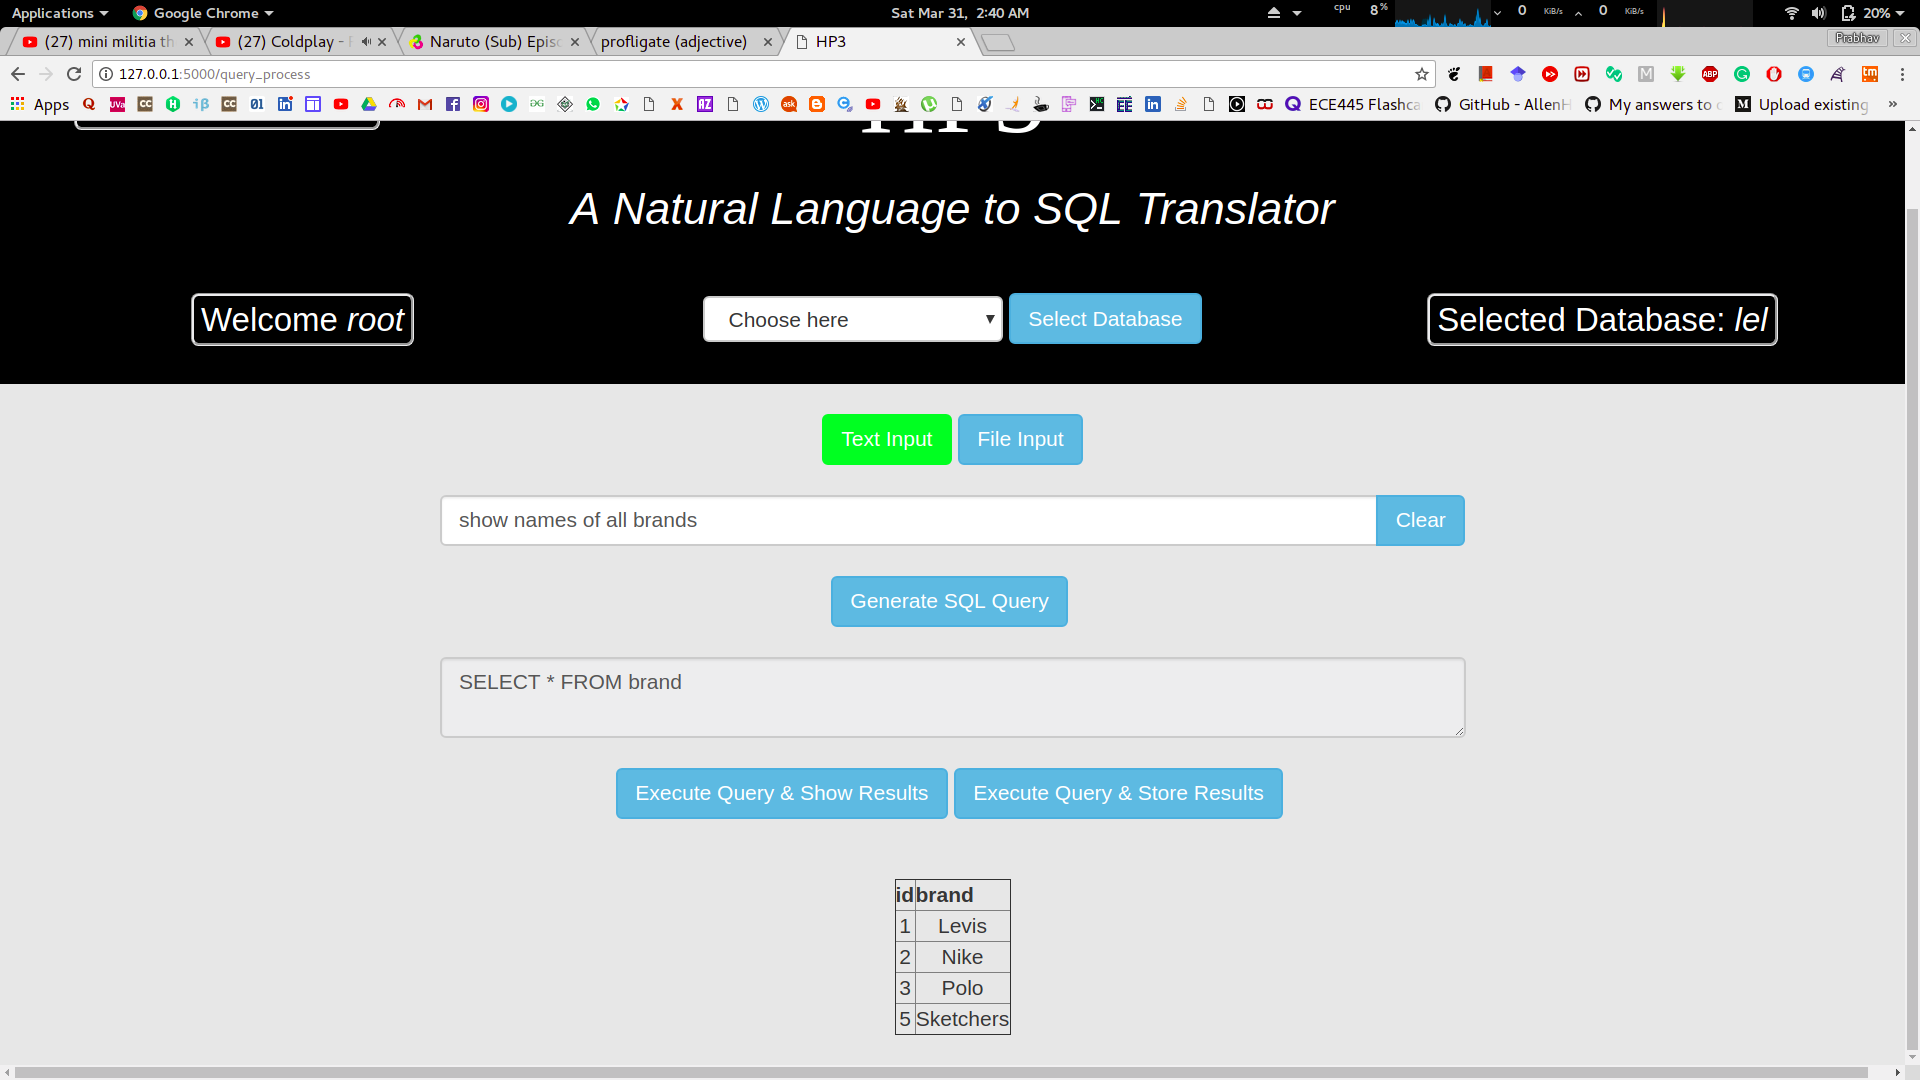 Applications Google Chrome Sat Mar 31, 2:40 AM cpu 8% 0 KiB/s 0 KiB/s 20%
(27) mini militia th (27) Coldplay - (Naruto (Sub) Epis profligate (adjective) HP3 Prabhav
127.0.0.1:5000/query_process
Apps ECE445 Flashca GitHub - AllenH My answers to c Upload existing »
A Natural Language to SQL Translator
Welcome root Choose here Select Database Selected Database: lel
Text Input File Input
show names of all brands Clear
Generate SQL Query
SELECT * FROM brand
Execute Query & Show Results Execute Query & Store Results
id brand
1 Levis
2 Nike
3 Polo
5 Sketchers